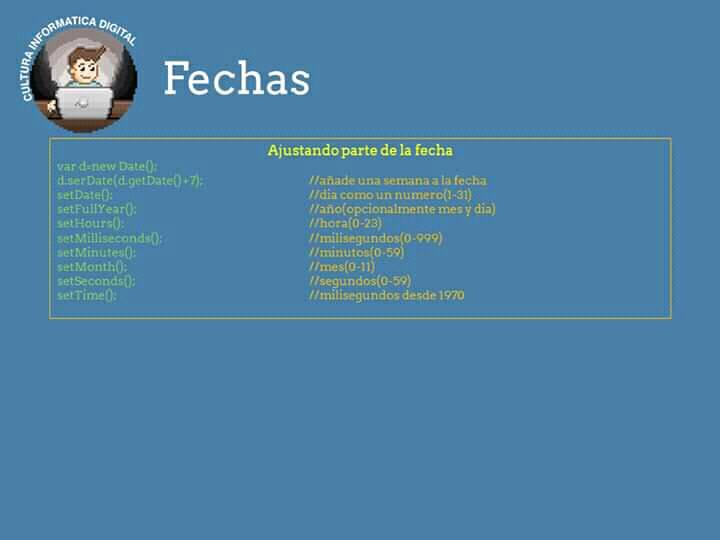 CULTURA INFORMATICA DIGITAL
Fechas
Ajustando parte de la fecha
var d=new Date();
d.serDate(d.getDate()+7); //añade una semana a la fecha
setDate(); //dia como un numero(1-31)
setFullYear(); //año(opcionalmente mes y dia)
setHours(); //hora(0-23)
setMilliseconds(); //milisegundos(0-999)
setMinutes(); //minutos(0-59)
setMonth(); //mes(0-11)
setSeconds(); //segundos(0-59)
setTime(); //milisegundos desde 1970